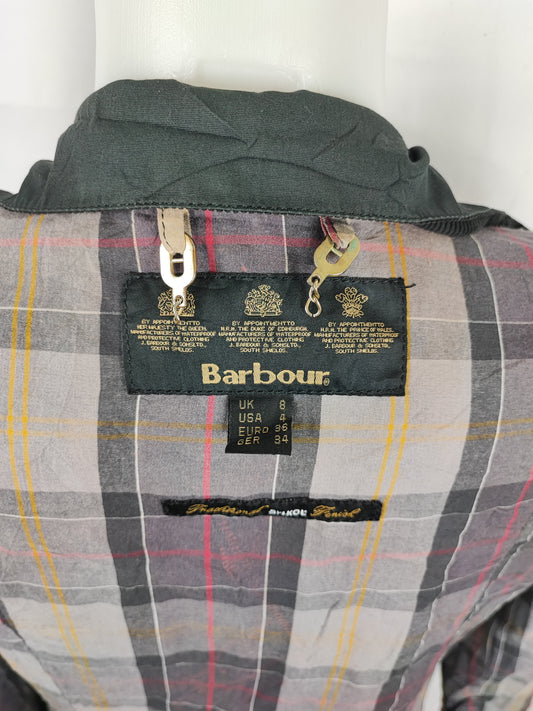 BY APPOINTMENT TO
HER MAJESTY THE QUEEN.
MANUFACTURERS OF WATERPROOF
AND PROTECTIVE CLOTHING
J. BARBOUR & SONS LTD.,
SOUTH SHIELDS.
BY APPOINTMENT TO
H.R.H. THE DUKE OF EDINBURGH
MANUFACTURERS OF WATERPROOF
AND PROTECTIVE CLOTHING
J. BARBOUR & SONS LTD.,
SOUTH SHIELDS.
BY APPOINTMENT TO
H.R.H. THE PRINCE OF WALES.
MANUFACTURERS OF WATERPROOF
AND PROTECTIVE CLOTHING
J. BARBOUR & SONS LTD.,
SOUTH SHIELDS.
Barbour®
UK 8
USA 4
EURO 36
GER 34
Traditional SYLKOIL Finish